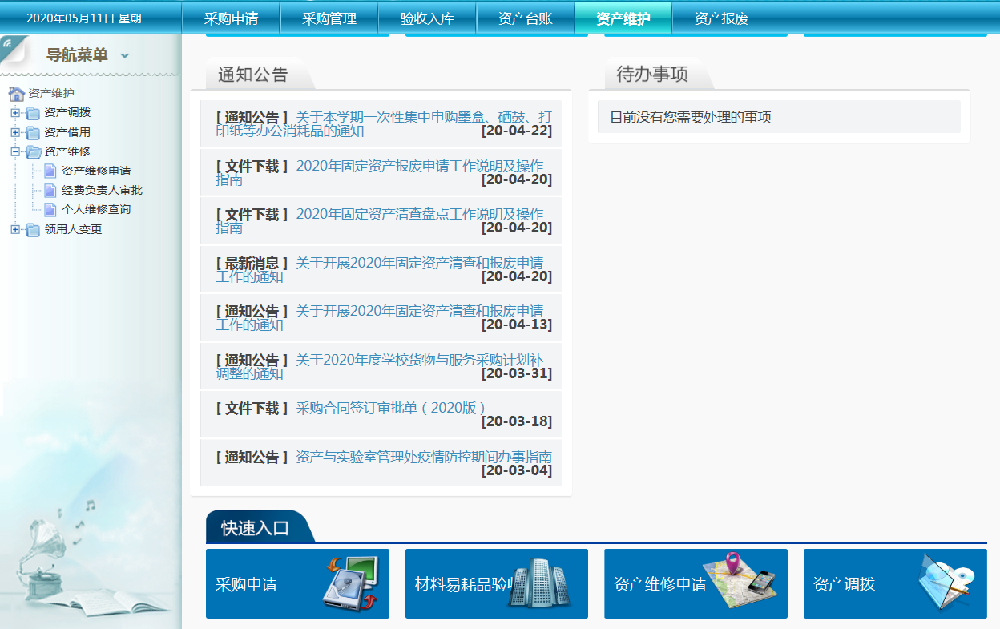 2020年05月11日 星期一
采购申请
采购管理
验收入库
资产台账
资产维护
资产报废
导航菜单
资产维护
资产调拨
资产借用
资产维修
资产维修申请
经费负责人审批
个人维修查询
领用人变更
通知公告
[ 通知公告 ] 关于本学期一次性集中申购墨盒、硒鼓、打
印纸等办公消耗品的通知 [20-04-22]
[ 文件下载 ] 2020年固定资产报废申请工作说明及操作
指南 [20-04-20]
[ 文件下载 ] 2020年固定资产清查盘点工作说明及操作
指南 [20-04-20]
[ 最新消息 ] 关于开展2020年固定资产清查和报废申请
工作的通知 [20-04-20]
[ 通知公告 ] 关于开展2020年固定资产清查和报废申请
工作的通知 [20-04-13]
[ 通知公告 ] 关于2020年度学校货物与服务采购计划补
调整的通知 [20-03-31]
[ 文件下载 ] 采购合同签订审批单（2020版）
[20-03-18]
[ 通知公告 ] 资产与实验室管理处疫情防控期间办事指南
[20-03-04]
待办事项
目前没有您需要处理的事项
快速入口
采购申请
材料易耗品验收
资产维修申请
资产调拨